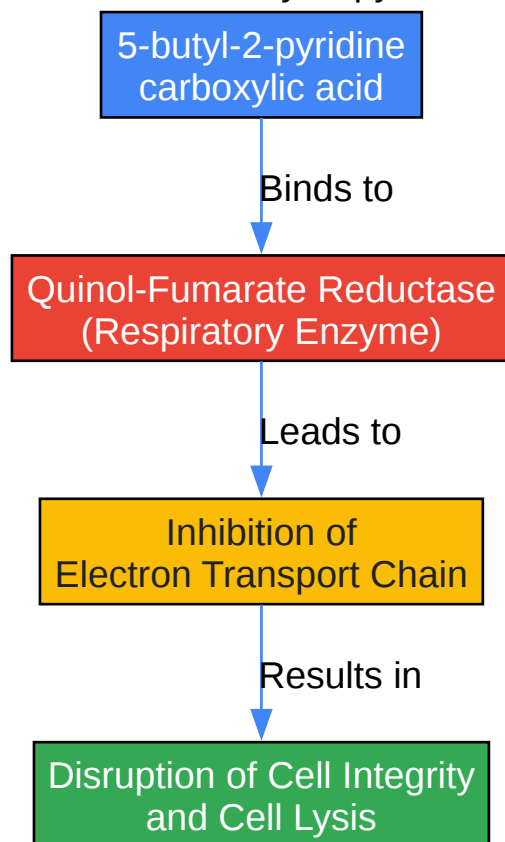 5-butyl-2-pyridine
carboxylic acid
Binds to
Quinol-Fumarate Reductase
(Respiratory Enzyme)
Leads to
Inhibition of
Electron Transport Chain
Results in
Disruption of Cell Integrity
and Cell Lysis